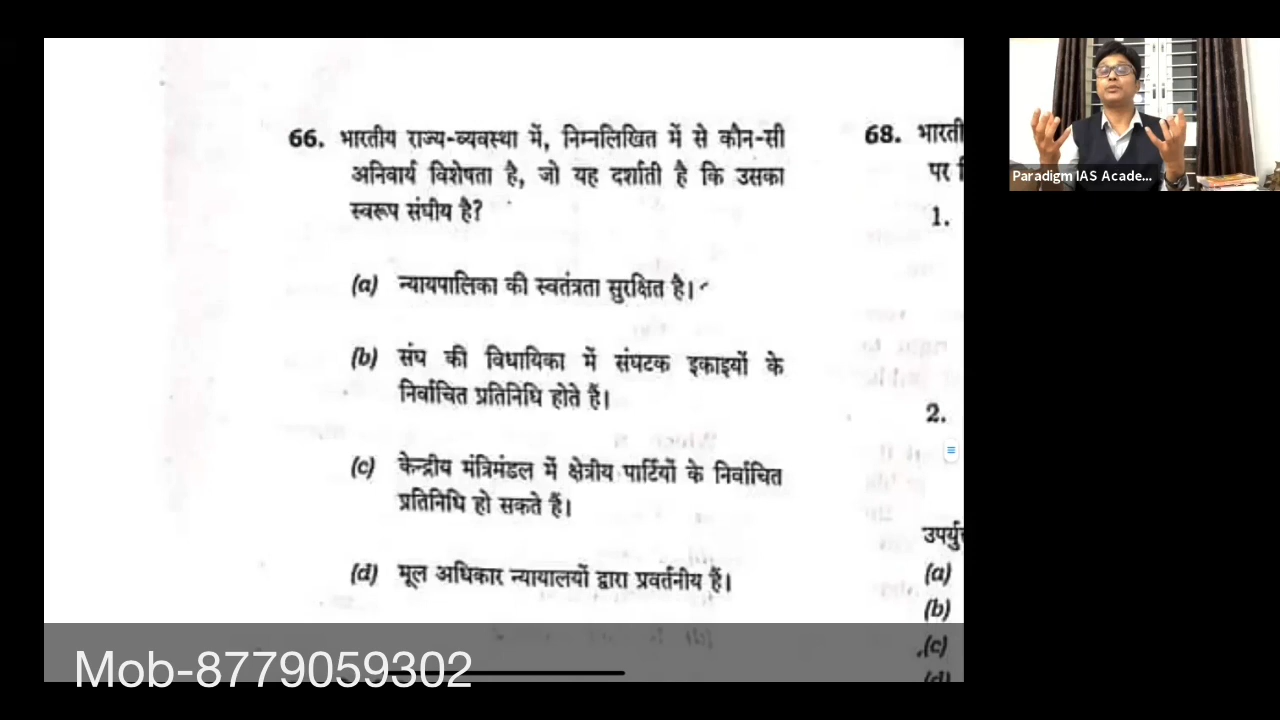 66. भारतीय राज्य-व्यवस्था में, निम्नलिखित में से कौन-सी
अनिवार्य विशेषता है, जो यह दर्शाती है कि उसका
स्वरूप संघीय है?
(a) न्यायपालिका की स्वतंत्रता सुरक्षित है।
(b) संघ की विधायिका में संघटक इकाइयों के
निर्वाचित प्रतिनिधि होते हैं।
(c) केन्द्रीय मंत्रिमंडल में क्षेत्रीय पार्टियों के निर्वाचित
प्रतिनिधि हो सकते हैं।
(d) मूल अधिकार न्यायालयों द्वारा प्रवर्तनीय हैं।
68. भारती
पर
1.
2.
उपर्यु
(a)
(b)
(c)
(d)
Paradigm IAS Acade...
Mob-8779059302